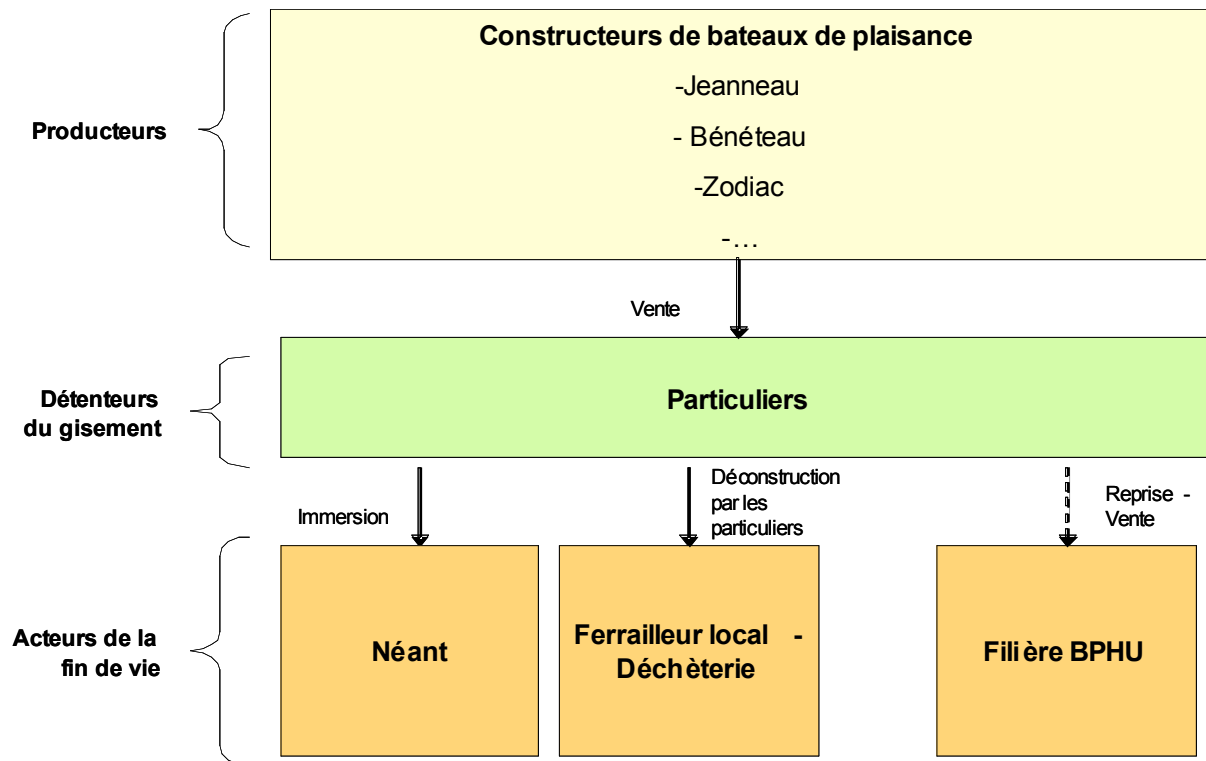 Constructeurs de bateaux de plaisance
-Jeanneau
- Bénéteau
-Zodiac
-...
Producteurs
Vente
Détenteurs
du gisement
Particuliers
Immersion
Déconstruction
par les
particuliers
Reprise -
Vente
Acteurs de la
fin de vie
Néant
Ferrailleur local -
Déchèterie
Filière BPHU